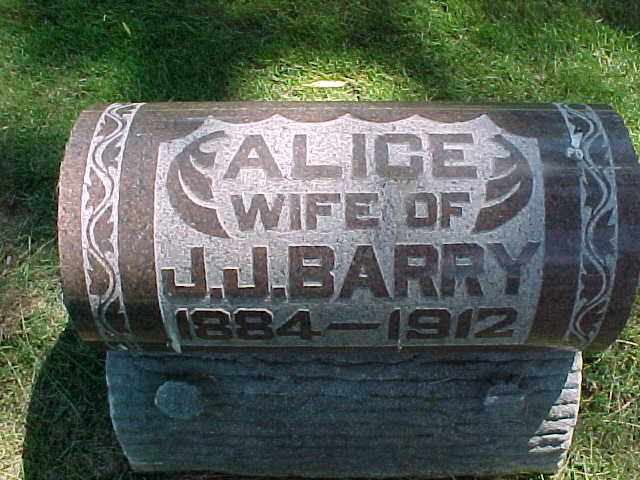 ALICE
WIFE OF
J.J.BARRY
1884—1912